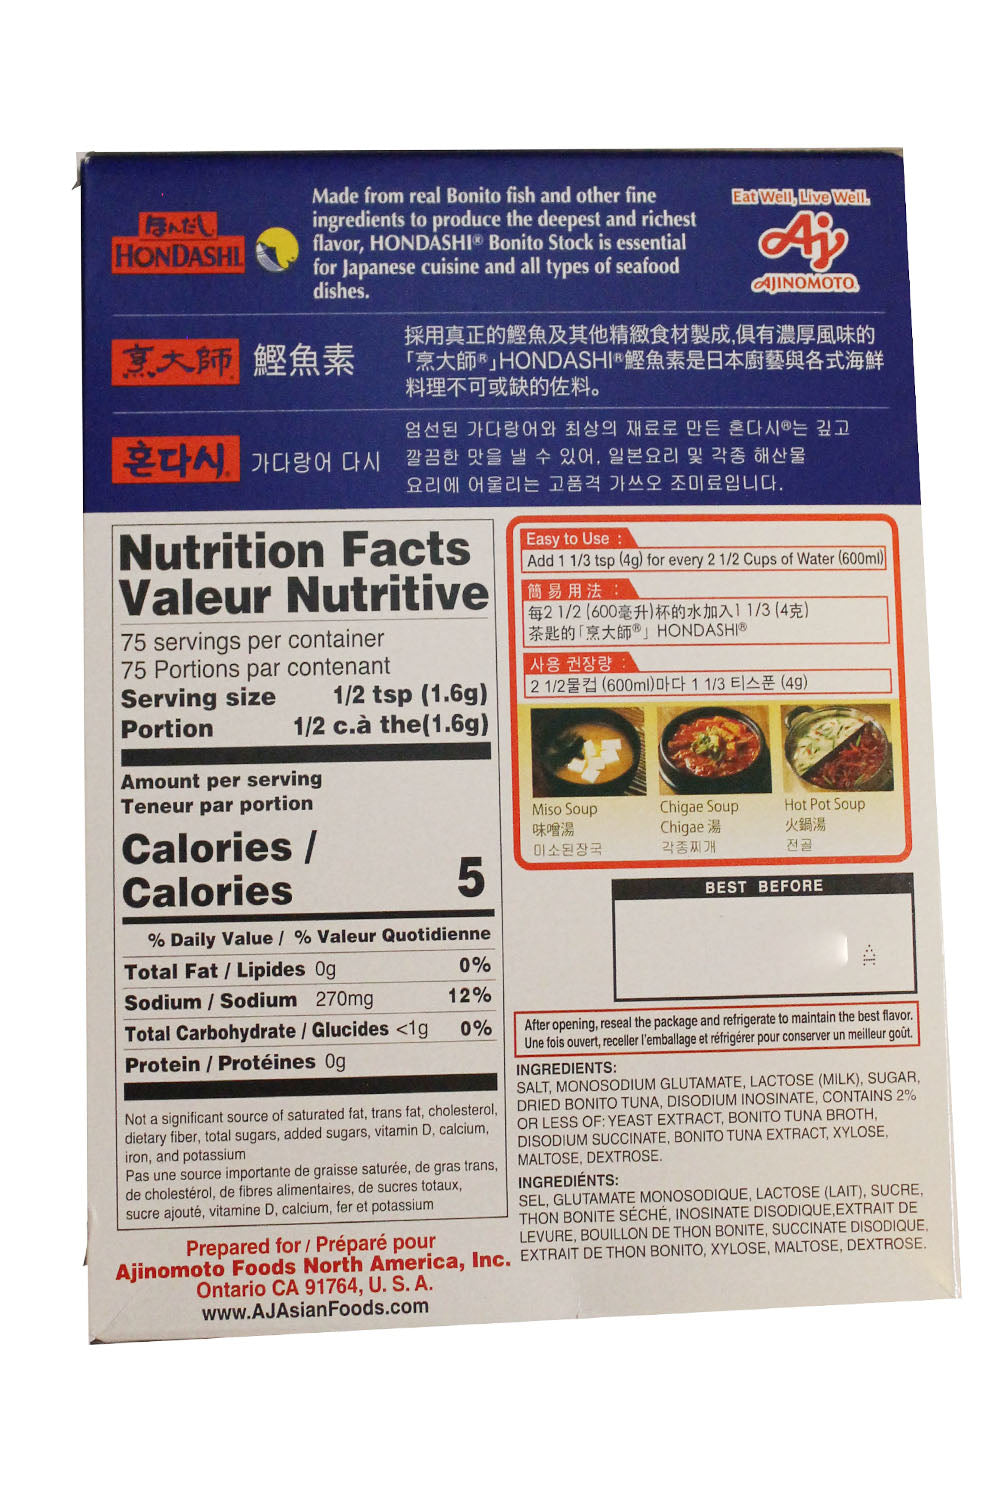 ほんだし
HONDASHI
Made from real Bonito fish and other fine
ingredients to produce the deepest and richest
flavor, HONDASHI® Bonito Stock is essential
for Japanese cuisine and all types of seafood
dishes.
Eat Well, Live Well.
Aj
AJINOMOTO.
烹大師 鰹魚素
採用真正的鰹魚及其他精緻食材製成,俱有濃厚風味的
「烹大師®」HONDASHI®鰹魚素是日本廚藝與各式海鮮
料理不可或缺的佐料。
혼다시® 가다랑어 다시
엄선된 가다랑어와 최상의 재료로 만든 혼다시®는 깊고
깔끔한 맛을 낼 수 있어, 일본요리 및 각종 해산물
요리에 어울리는 고품격 가쓰오 조미료입니다.
Nutrition Facts
Valeur Nutritive
75 servings per container
75 Portions par contenant
Serving size 1/2 tsp (1.6g)
Portion 1/2 c.à the(1.6g)
Amount per serving
Teneur par portion
Calories /
Calories 5
% Daily Value / % Valeur Quotidienne
Total Fat / Lipides 0g 0%
Sodium / Sodium 270mg 12%
Total Carbohydrate / Glucides <1g 0%
Protein / Protéines 0g
Not a significant source of saturated fat, trans fat, cholesterol,
dietary fiber, total sugars, added sugars, vitamin D, calcium,
iron, and potassium
Pas une source importante de graisse saturée, de gras trans,
de cholestérol, de fibres alimentaires, de sucres totaux,
sucre ajouté, vitamine D, calcium, fer et potassium
Prepared for / Préparé pour
Ajinomoto Foods North America, Inc.
Ontario CA 91764, U. S. A.
www.AJAsianFoods.com
Easy to Use :
Add 1 1/3 tsp (4g) for every 2 1/2 Cups of Water (600ml)
簡易用法 :
每2 1/2 (600毫升)杯的水加入1 1/3 (4克)
茶匙的「烹大師®」HONDASHI®
사용 권장량 :
2 1/2물컵 (600ml)마다 1 1/3 티스푼 (4g)
Miso Soup
味噌湯
미소된장국
Chigae Soup
Chigae 湯
각종찌개
Hot Pot Soup
火鍋湯
전골
BEST BEFORE
A
After opening, reseal the package and refrigerate to maintain the best flavor.
Une fois ouvert, receller l'emballage et réfrigérer pour conserver un meilleur goût.
INGREDIENTS:
SALT, MONOSODIUM GLUTAMATE, LACTOSE (MILK), SUGAR,
DRIED BONITO TUNA, DISODIUM INOSINATE, CONTAINS 2%
OR LESS OF: YEAST EXTRACT, BONITO TUNA BROTH,
DISODIUM SUCCINATE, BONITO TUNA EXTRACT, XYLOSE,
MALTOSE, DEXTROSE.
INGREDIÉNTS:
SEL, GLUTAMATE MONOSODIQUE, LACTOSE (LAIT), SUCRE,
THON BONITE SÉCHÉ, INOSINATE DISODIQUE,EXTRAIT DE
LEVURE, BOUILLON DE THON BONITE, SUCCINATE DISODIQUE,
EXTRAIT DE THON BONITO, XYLOSE, MALTOSE, DEXTROSE.